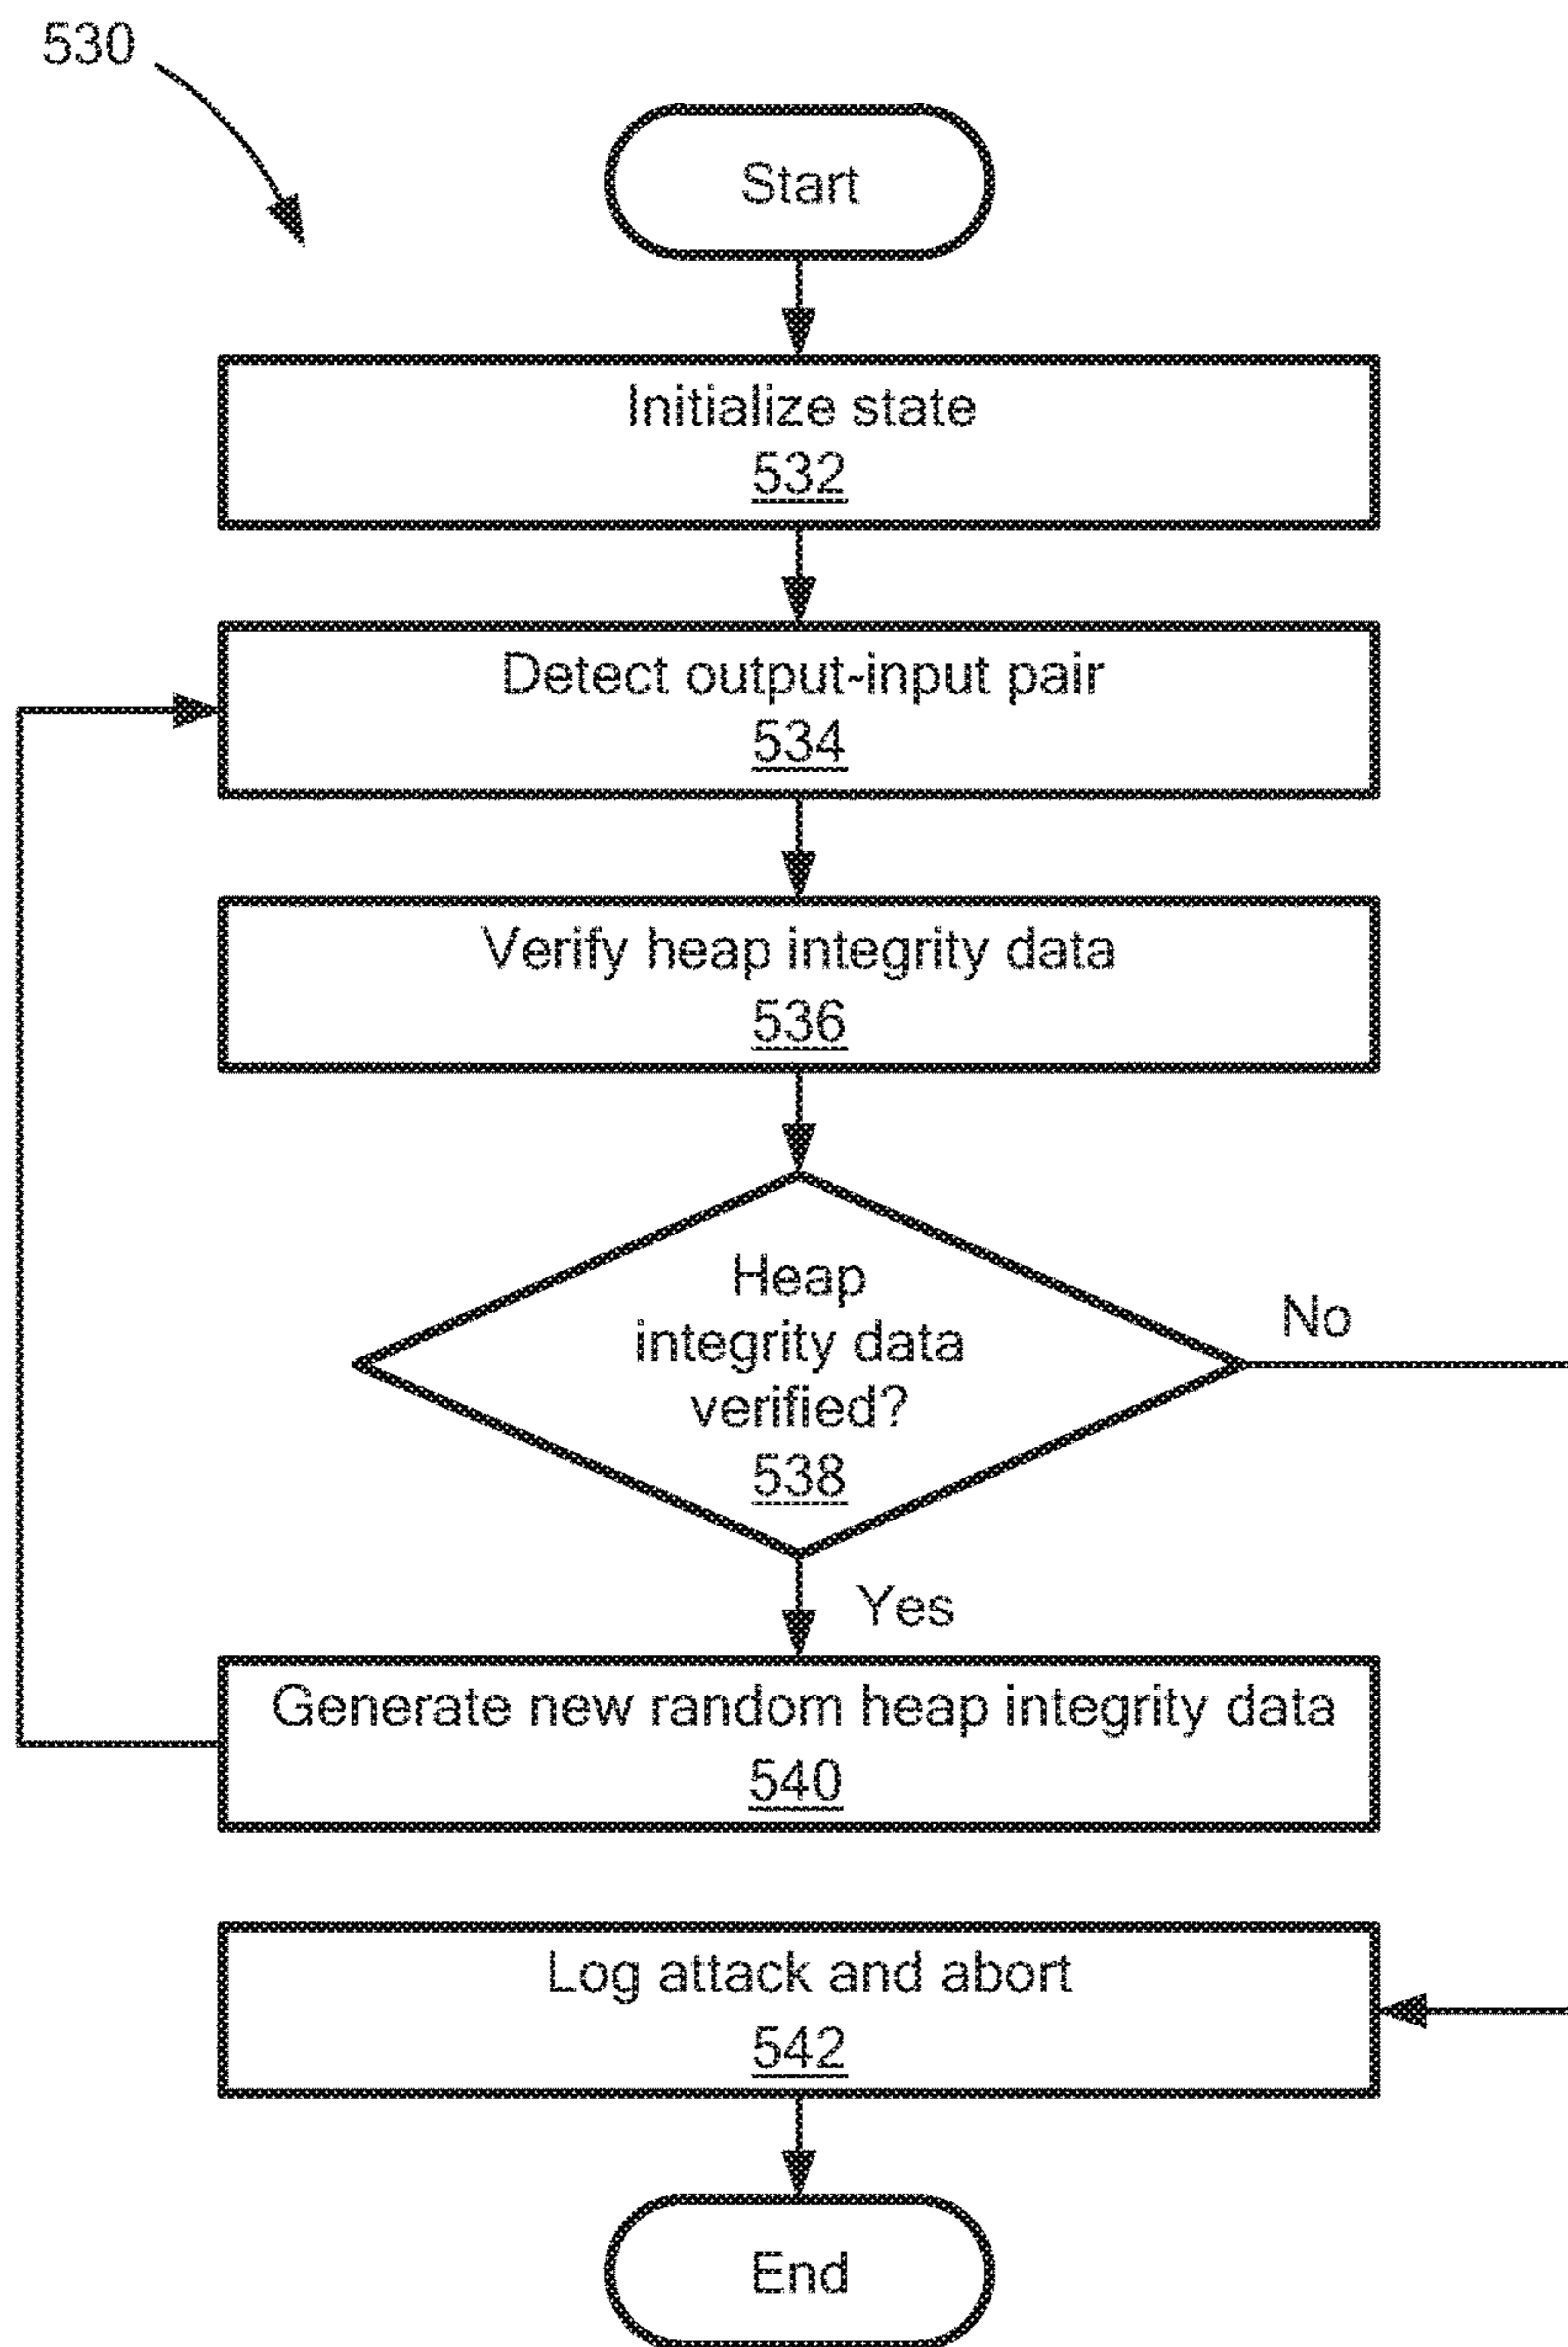 530
Start
Initialize state
532
Detect output-input pair
534
Verify heap integrity data
536
Heap
integrity data
verified?
538
No
Yes
Generate new random heap integrity data
540
Log attack and abort
542
End